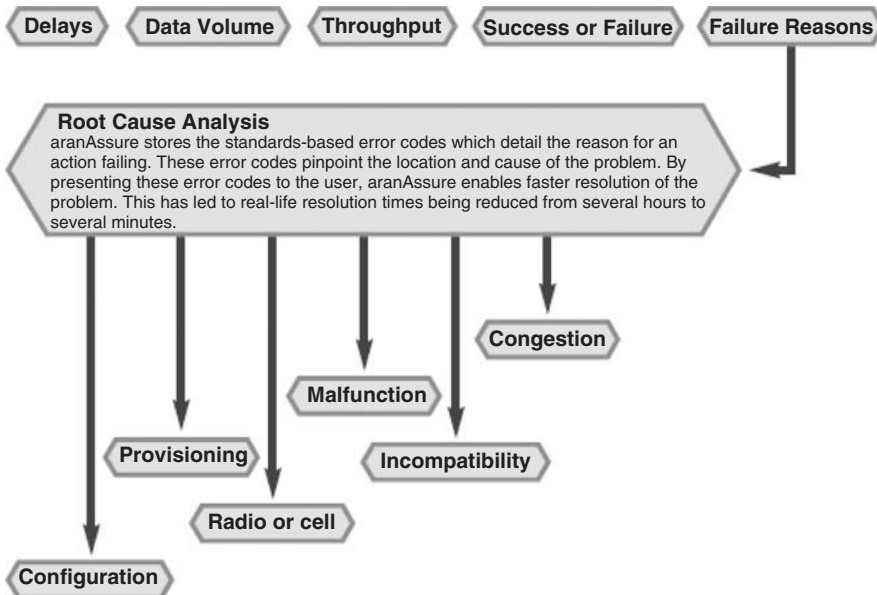 Delays
Data Volume
Throughput
Success or Failure
Failure Reasons
Root Cause Analysis
aranAssure stores the standards-based error codes which detail the reason for an
action failing. These error codes pinpoint the location and cause of the problem. By
presenting these error codes to the user, aranAssure enables faster resolution of the
problem. This has led to real-life resolution times being reduced from several hours to
several minutes.
Congestion
Malfunction
Provisioning
Incompatibility
Radio or cell
Configuration